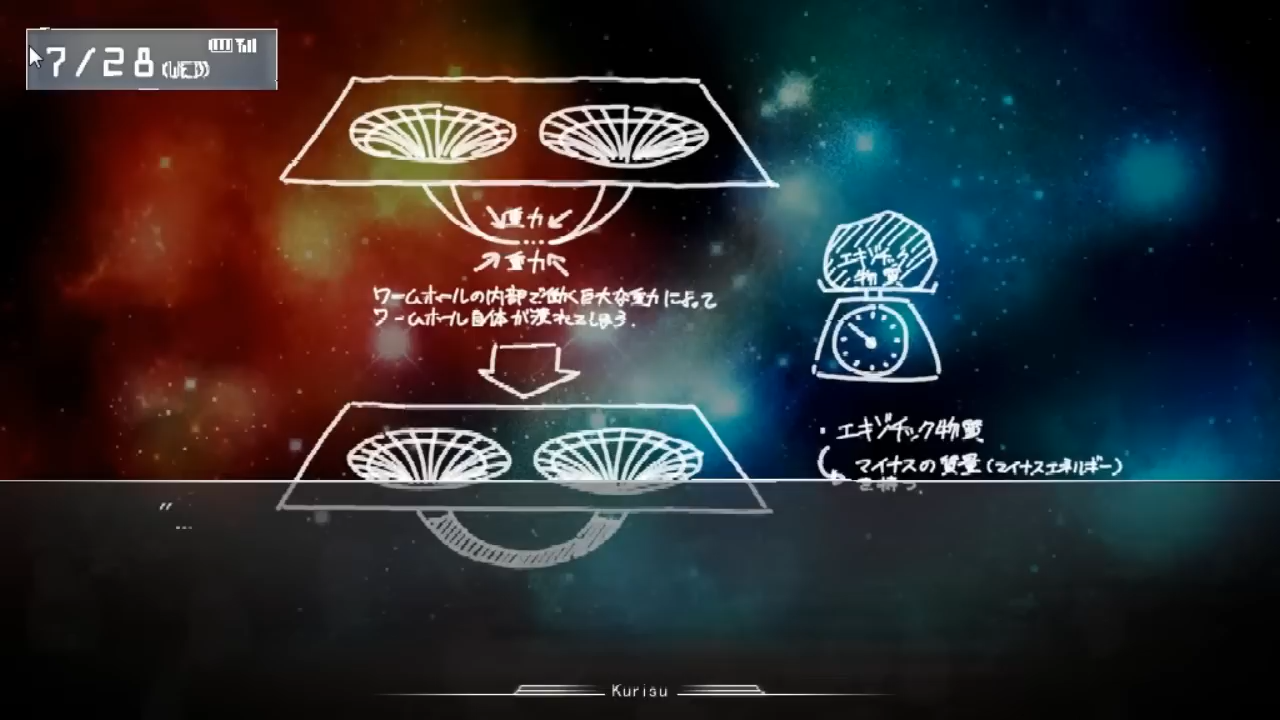 7/28(WED)
重力
重力
ワームホールの内部で働く巨大な重力によって
ワームホール自体が潰れてしまう.
エキゾチック
物質
・エキゾチック物質
マイナスの質量(マイナスエネルギー)
を持つ.
“
...
Kurisu